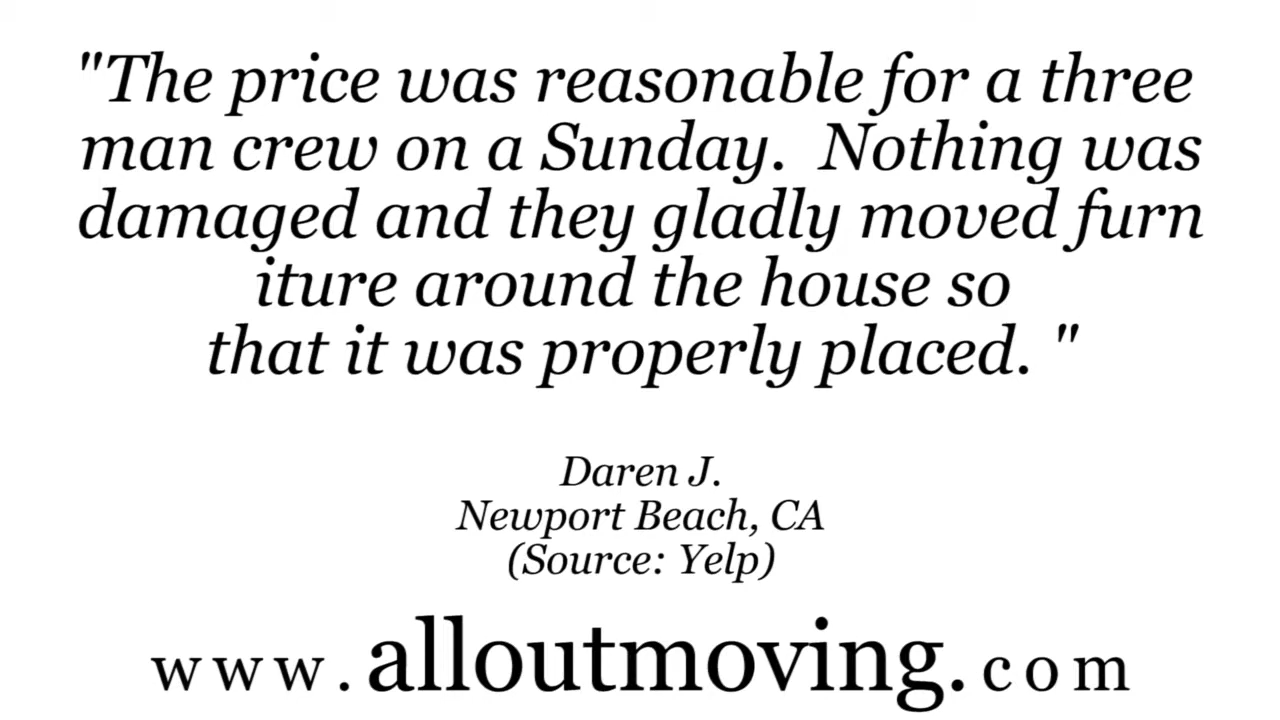 "The price was reasonable for a three
man crew on a Sunday.  Nothing was
damaged and they gladly moved furn
iture around the house so
that it was properly placed. "
Daren J.
Newport Beach, CA
(Source: Yelp)
www.alloutmoving.com